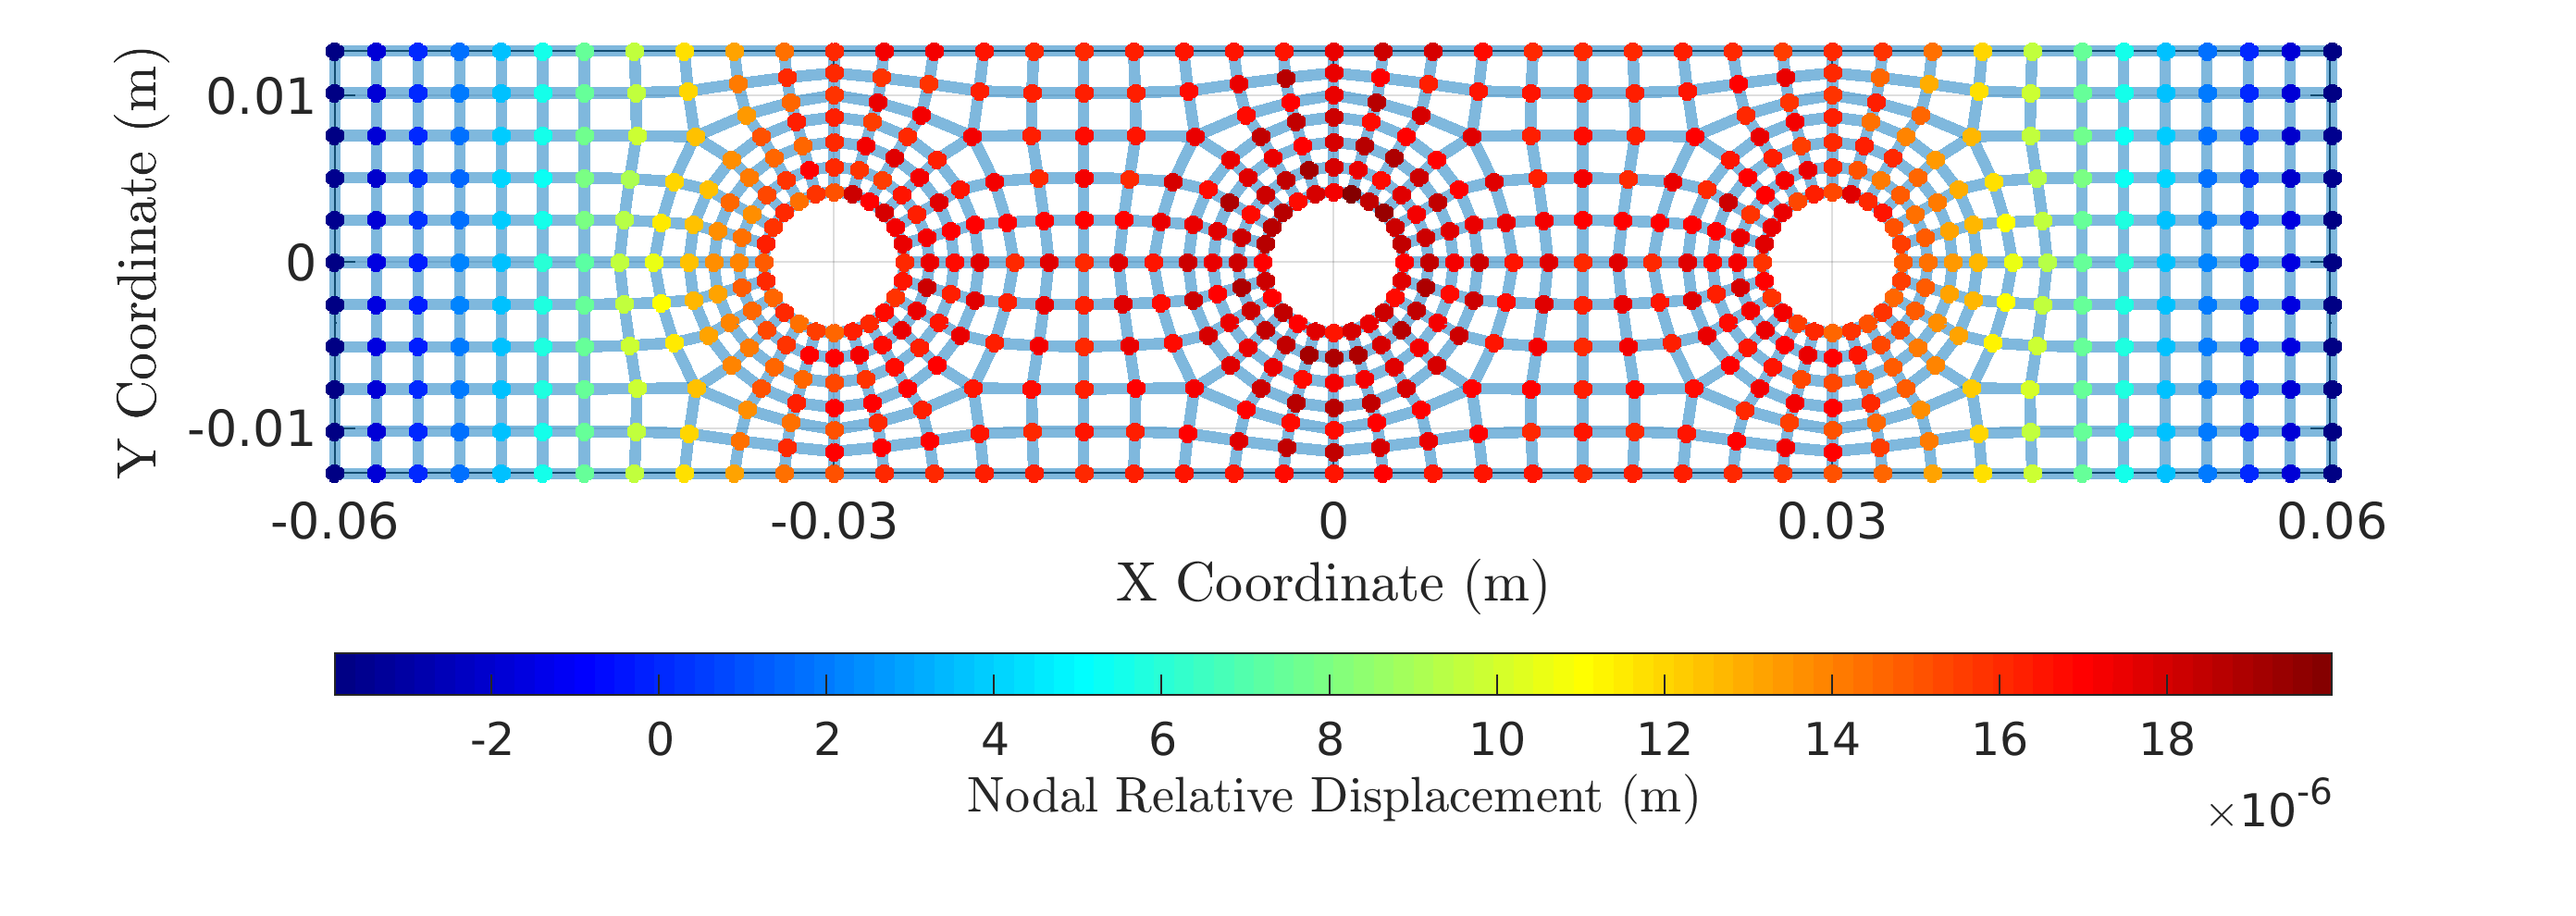 Y Coordinate (m)
0.01
0
-0.01
-0.06 -0.03 0 0.03 0.06
X Coordinate (m)
-2 0 2 4 6 8 10 12 14 16 18
Nodal Relative Displacement (m)
×10-6